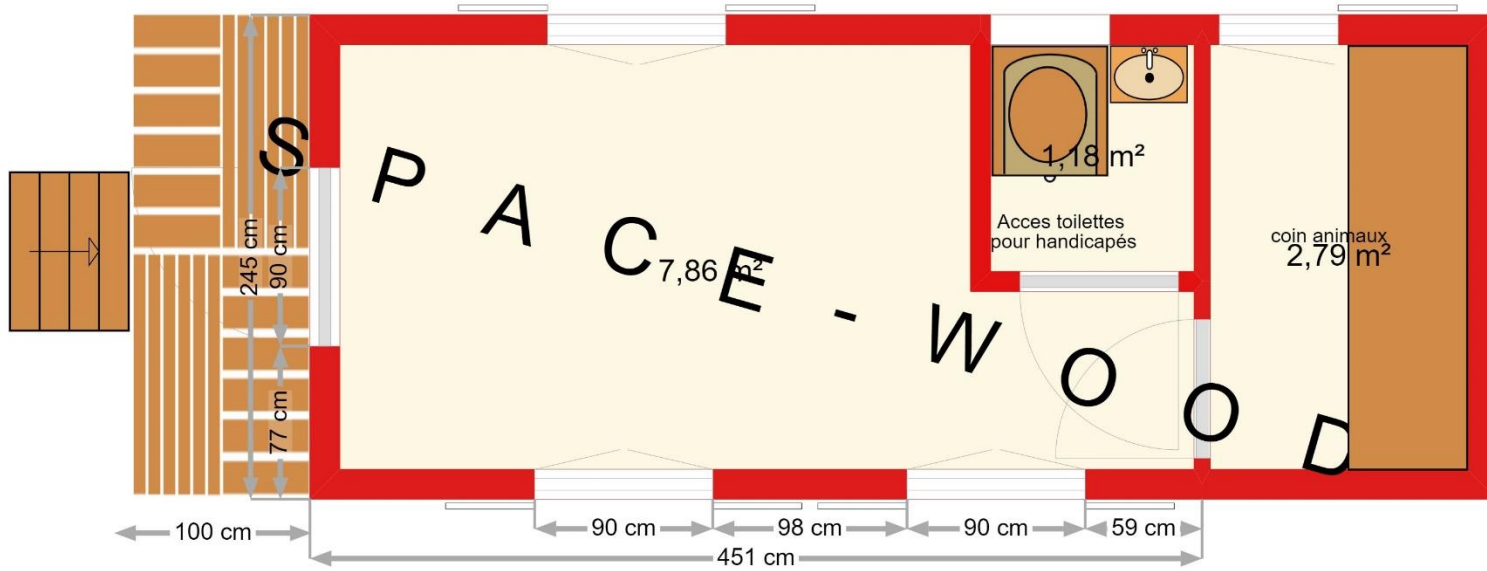 SPACE-WOOD
1,18 m²
Acces toilettes
pour handicapés
coin animaux
2,79 m²
7,86 m²
245 cm
90 cm
77 cm
100 cm
90 cm
98 cm
90 cm
59 cm
451 cm